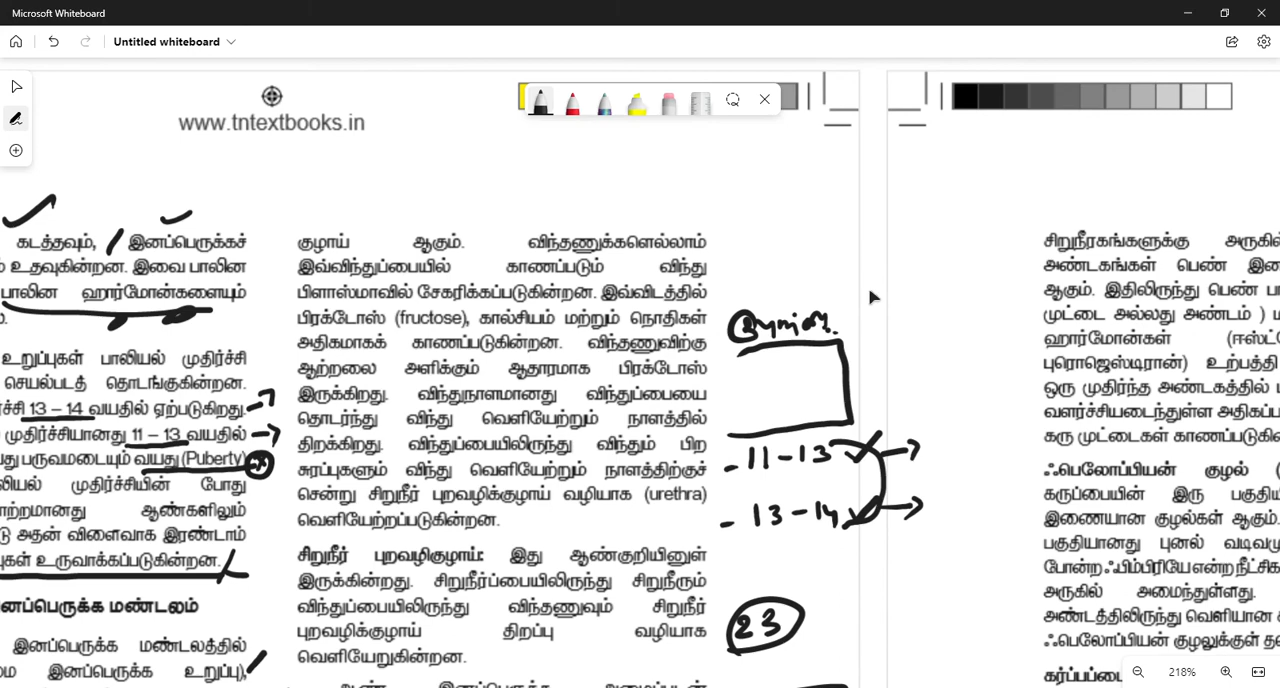 Microsoft Whiteboard
Untitled whiteboard
www.tntextbooks.in
கடத்தவும், இனப்பெருக்கச்
உதவுகின்றன. இவை பாலின
பாலின ஹார்மோன்களையும்
உறுப்புகள் பாலியல் முதிர்ச்சி
செயல்படத் தொடங்குகின்றன.
13 – 14 வயதில் ஏற்படுகிறது.
முதிர்ச்சியானது 11 – 13 வயதில்
பருவமடையும் வயது (Puberty)
முதிர்ச்சியின் போது
ஆண்களிலும்
அதன் விளைவாக இரண்டாம்
உருவாக்கப்படுகின்றன.
மண்டலம்
இனப்பெருக்க மண்டலத்தில்
இனப்பெருக்க உறுப்பு),
குழாய் ஆகும். விந்தணுக்களெல்லாம்
இவ்விந்துப்பையில் காணப்படும் விந்து
பிளாஸ்மாவில் சேகரிக்கப்படுகின்றன. இவ்விடத்தில்
பிரக்டோஸ் (fructose), கால்சியம் மற்றும் நொதிகள்
அதிகமாகக் காணப்படுகின்றன. விந்தணுவிற்கு
ஆற்றலை அளிக்கும் ஆதாரமாக பிரக்டோஸ்
இருக்கிறது. விந்துநாளமானது விந்துப்பையை
தொடர்ந்து விந்து வெளியேற்றும் நாளத்தில்
திறக்கிறது. விந்துப்பையிலிருந்து விந்தும் பிற
சுரப்புகளும் விந்து வெளியேற்றும் நாளத்திற்குச்
சென்று சிறுநீர் புறவழிக்குழாய் வழியாக (urethra)
வெளியேற்றப்படுகின்றன.
சிறுநீர் புறவழிகுழாய்: இது ஆண்குறியினுள்
இருக்கின்றது. சிறுநீர்ப்பையிலிருந்து சிறுநீரும்
விந்துப்பையிலிருந்து விந்தணுவும் சிறுநீர்
புறவழிக்குழாய் திறப்பு வழியாக
வெளியேறுகின்றன.
- 11 – 13
- 13 – 14
23
சிறுநீரகங்களுக்கு
அண்டகங்கள் பெண்
ஆகும். இதிலிருந்து பெண்
முட்டை அல்லது அண்டம் )
ஹார்மோன்கள்
புரொஜெஸ்டிரான்) உற்பத்தி
ஒரு முதிர்ந்த அண்டகத்தில்
வளர்ச்சியடைந்துள்ள
கரு முட்டைகள்
ஃபெலோப்பியன் குழல்
கருப்பையின் இரு
இணையான குழல்கள் ஆகும்.
பகுதியானது புனல்
போன்ற ஃபிம்பிரியே என்ற
அருகில் அமைந்துள்ளது.
அண்டத்திலிருந்து வெளியான
ஃபெலோப்பியன் குழலுக்குள்
218%